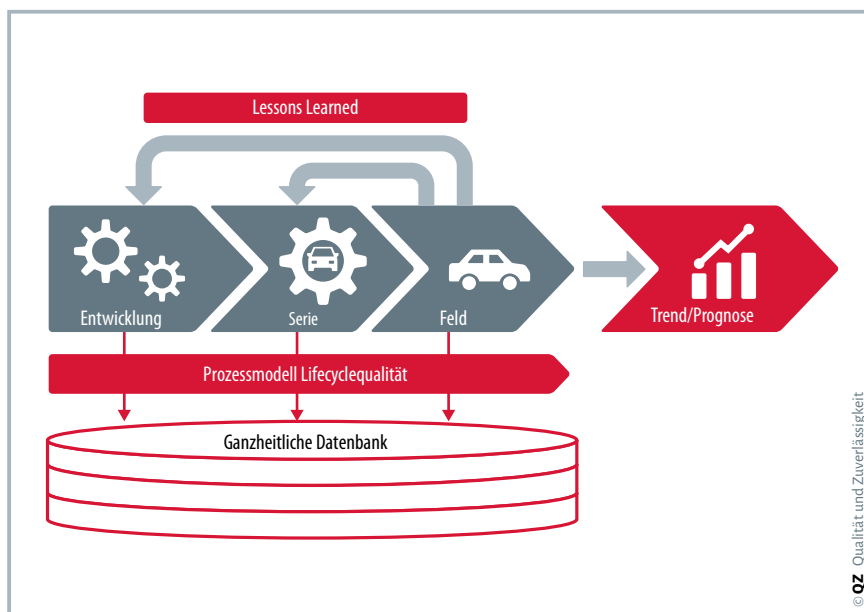 Lessons Learned
Entwicklung
Serie
Feld
Trend/Prognose
Prozessmodell Lifecyclequalität
Ganzheitliche Datenbank
© QZ Qualität und Zuverlässigkeit